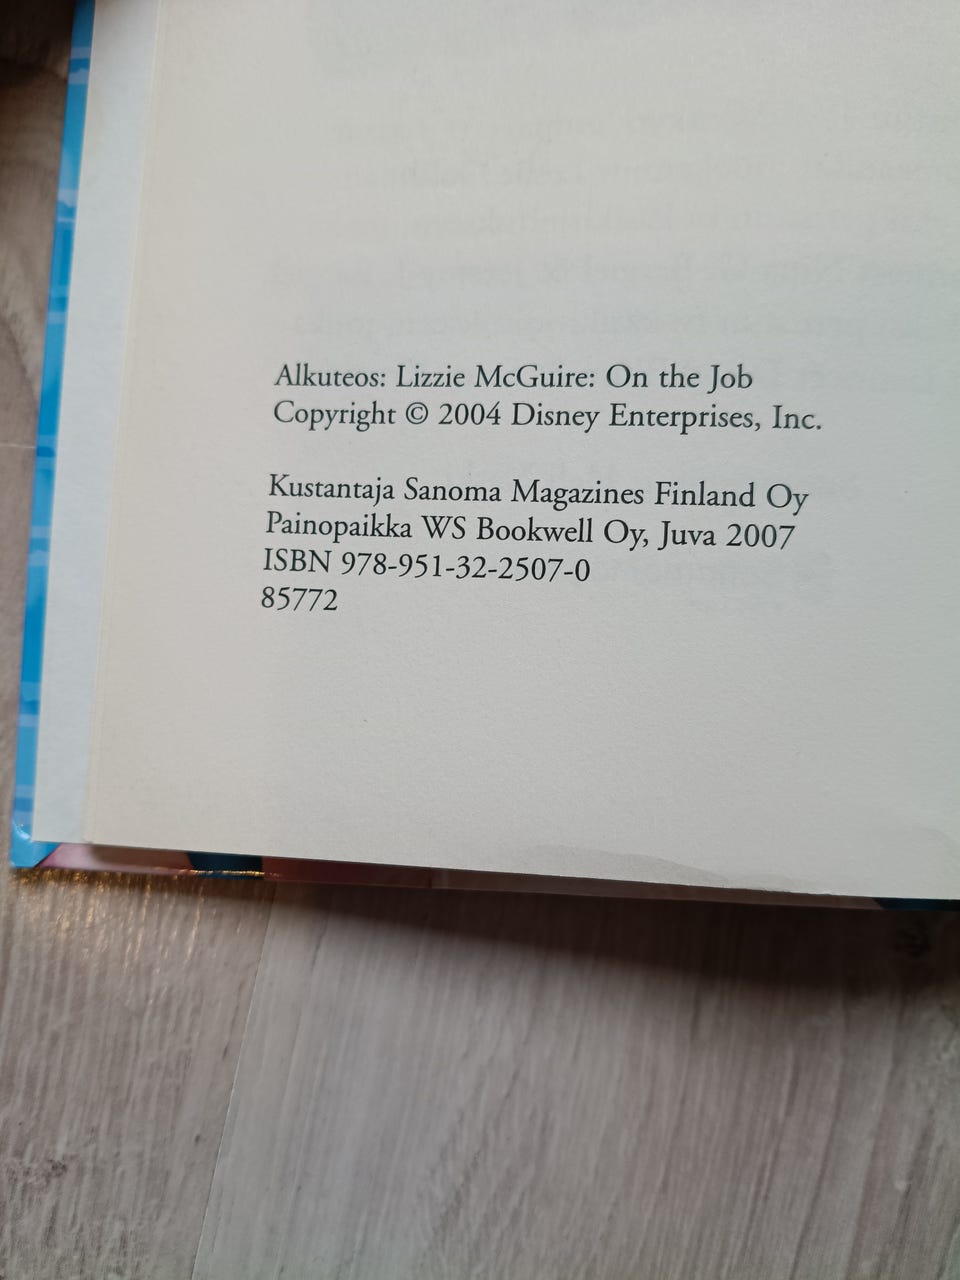 Alkuteos: Lizzie McGuire: On the Job
Copyright © 2004 Disney Enterprises, Inc.
Kustantaja Sanoma Magazines Finland Oy
Painopaikka WS Bookwell Oy, Juva 2007
ISBN 978-951-32-2507-0
85772